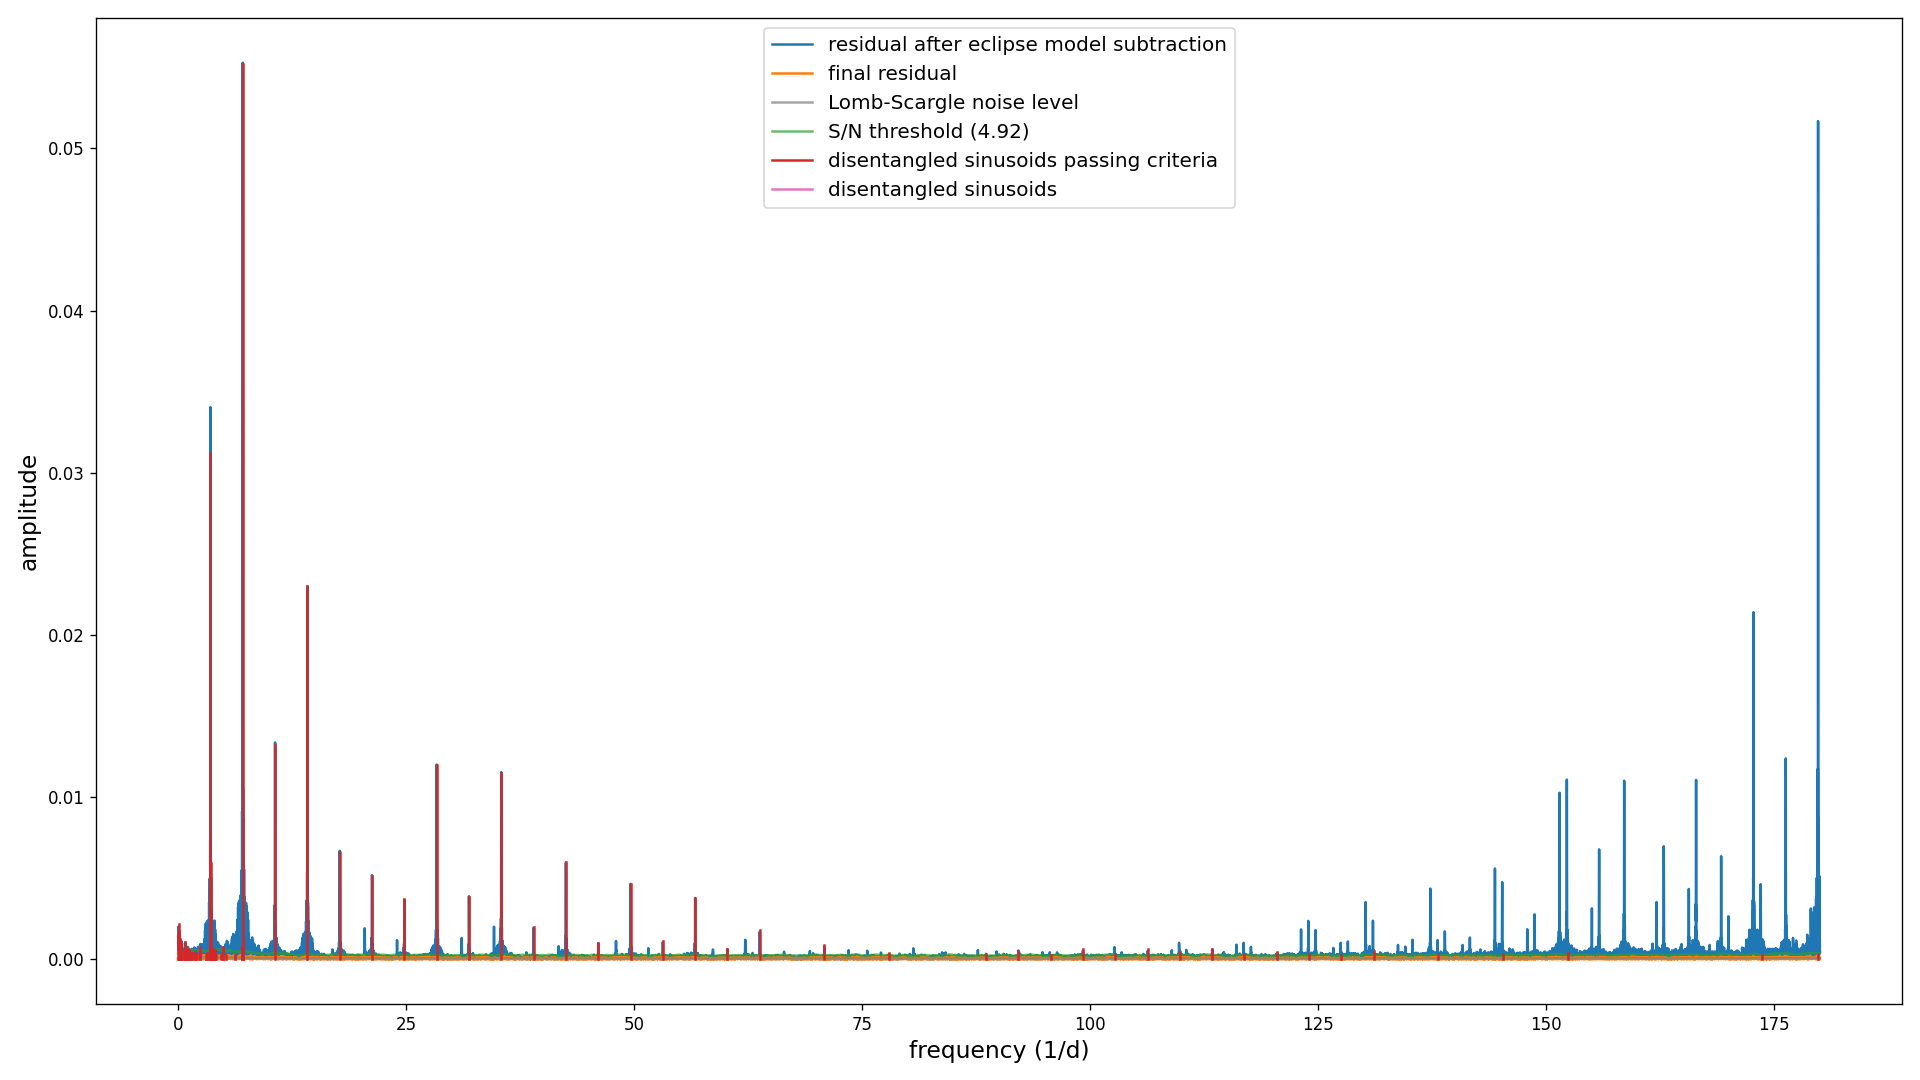 residual after eclipse model subtraction
final residual
Lomb-Scargle noise level
S/N threshold (4.92)
disentangled sinusoids passing criteria
disentangled sinusoids
0.05
0.04
0.03
0.02
0.01
0.00
amplitude
0 25 50 75 100 125 150 175
frequency (1/d)